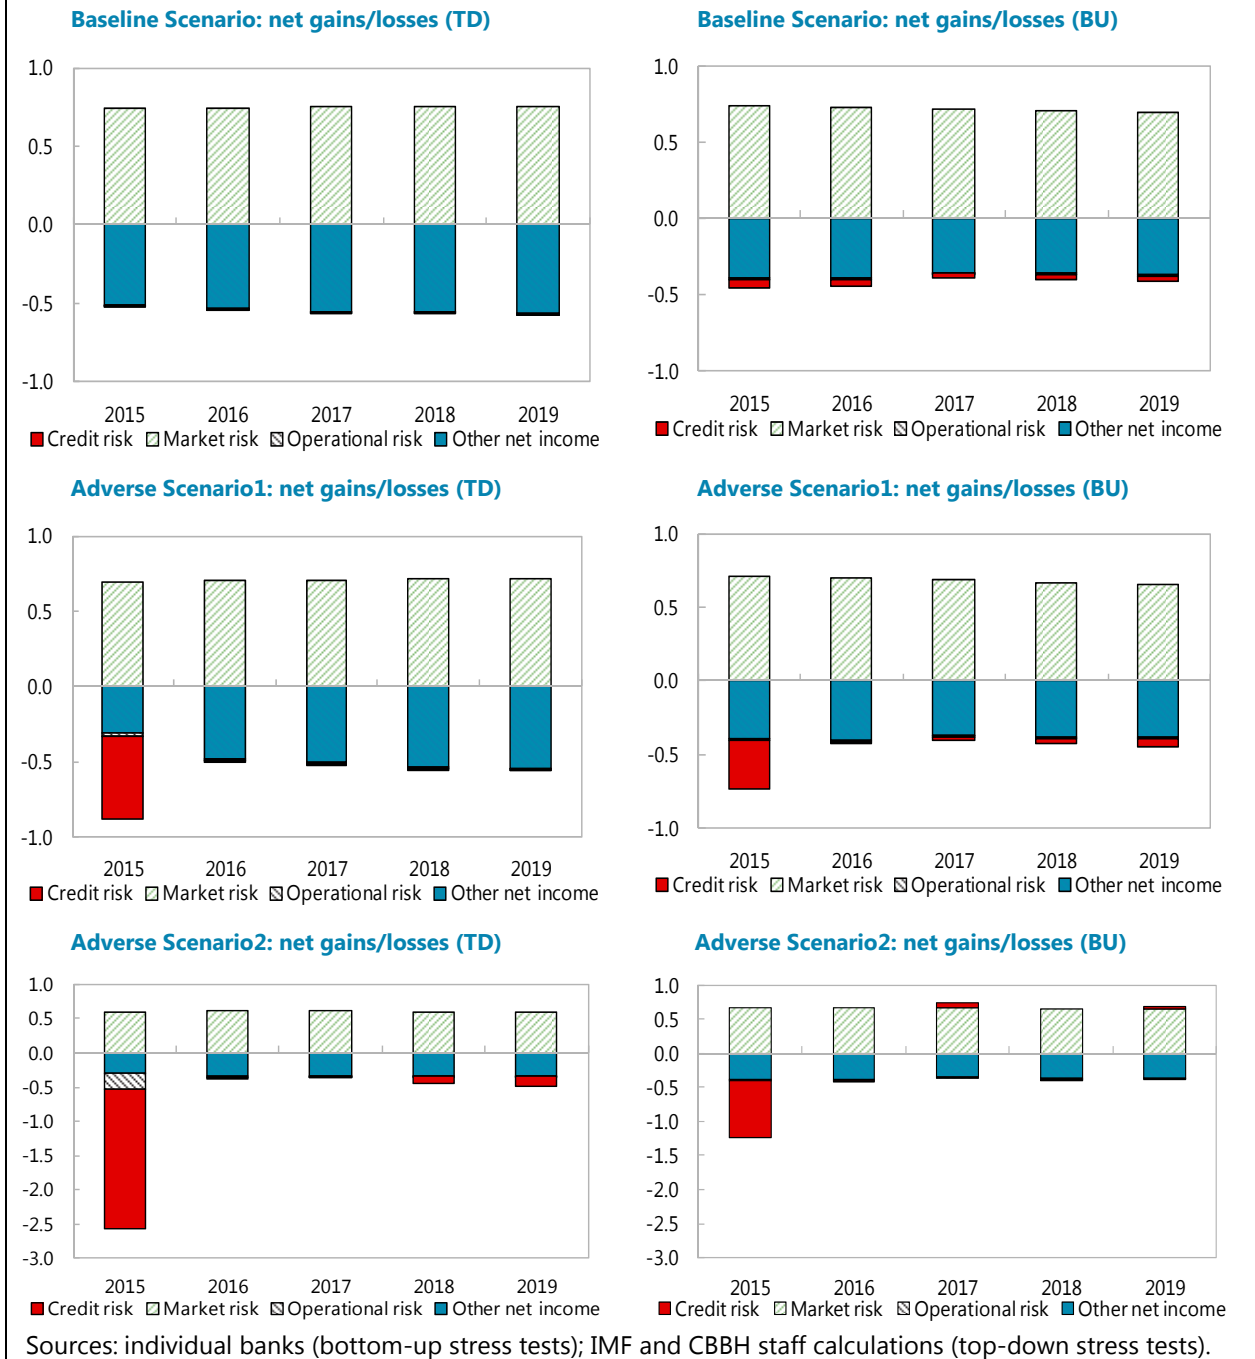 Baseline Scenario: net gains/losses (TD)
1.0
0.5
0.0
-0.5
-1.0
2015 2016 2017 2018 2019
Credit risk Market risk Operational risk Other net income
Baseline Scenario: net gains/losses (BU)
1.0
0.5
0.0
-0.5
-1.0
2015 2016 2017 2018 2019
Credit risk Market risk Operational risk Other net income
Adverse Scenario1: net gains/losses (TD)
1.0
0.5
0.0
-0.5
-1.0
2015 2016 2017 2018 2019
Credit risk Market risk Operational risk Other net income
Adverse Scenario1: net gains/losses (BU)
1.0
0.5
0.0
-0.5
-1.0
2015 2016 2017 2018 2019
Credit risk Market risk Operational risk Other net income
Adverse Scenario2: net gains/losses (TD)
1.0
0.5
0.0
-0.5
-1.0
-1.5
-2.0
-2.5
-3.0
2015 2016 2017 2018 2019
Credit risk Market risk Operational risk Other net income
Adverse Scenario2: net gains/losses (BU)
1.0
0.5
0.0
-0.5
-1.0
-1.5
-2.0
-2.5
-3.0
2015 2016 2017 2018 2019
Credit risk Market risk Operational risk Other net income
Sources: individual banks (bottom-up stress tests); IMF and CBBH staff calculations (top-down stress tests).